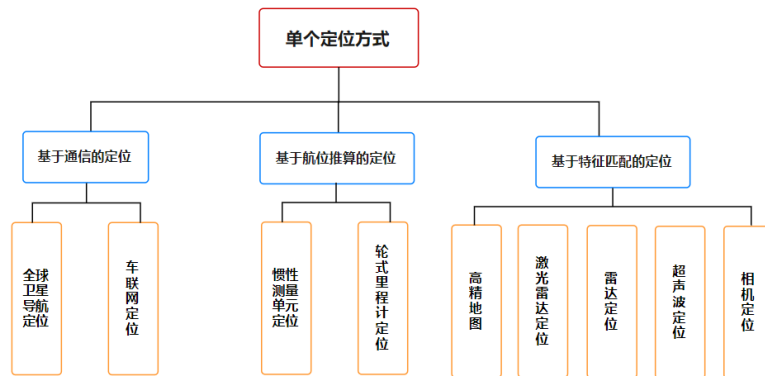 单个定位方式
基于通信的定位
基于航位推算的定位
基于特征匹配的定位
全球
卫星
导航
定位
车联网定位
惯性
测量
单元
定位
轮式里程计定位
高精地图
激光雷达定位
雷达定位
超声波定位
相机定位